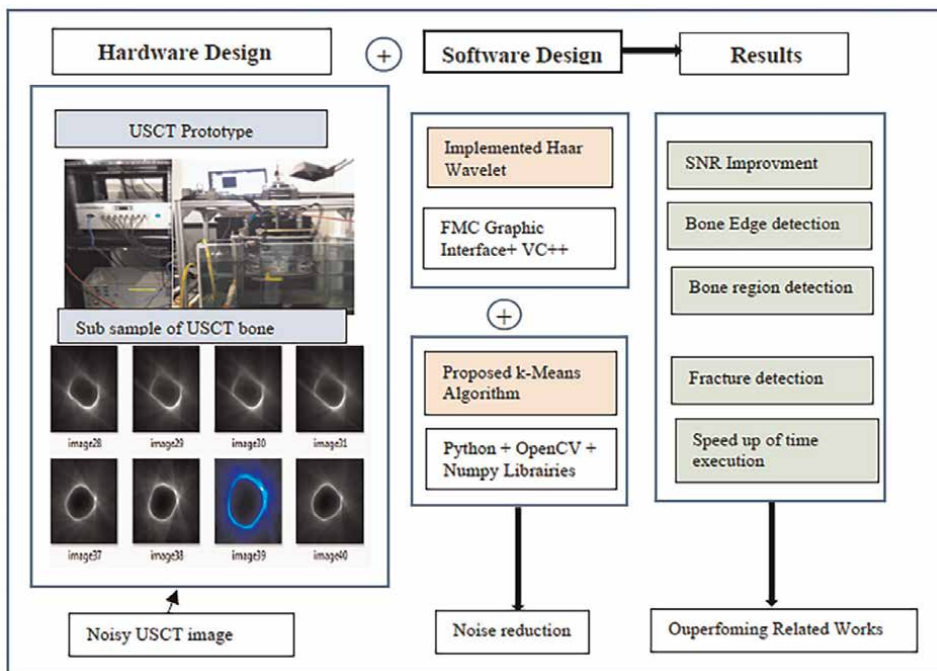 Hardware Design
+
Software Design
Results
USCT Prototype
Sub sample of USCT bone
image28
image29
image30
image31
image37
image38
image39
image40
Noisy USCT image
Implemented Haar
Wavelet
FMC Graphic
Interface+ VC++
+
Proposed k-Means
Algorithm
Python + OpenCV +
Numpy Librairies
Noise reduction
SNR Improvment
Bone Edge detection
Bone region detection
Fracture detection
Speed up of time
execution
Ouperfoming Related Works